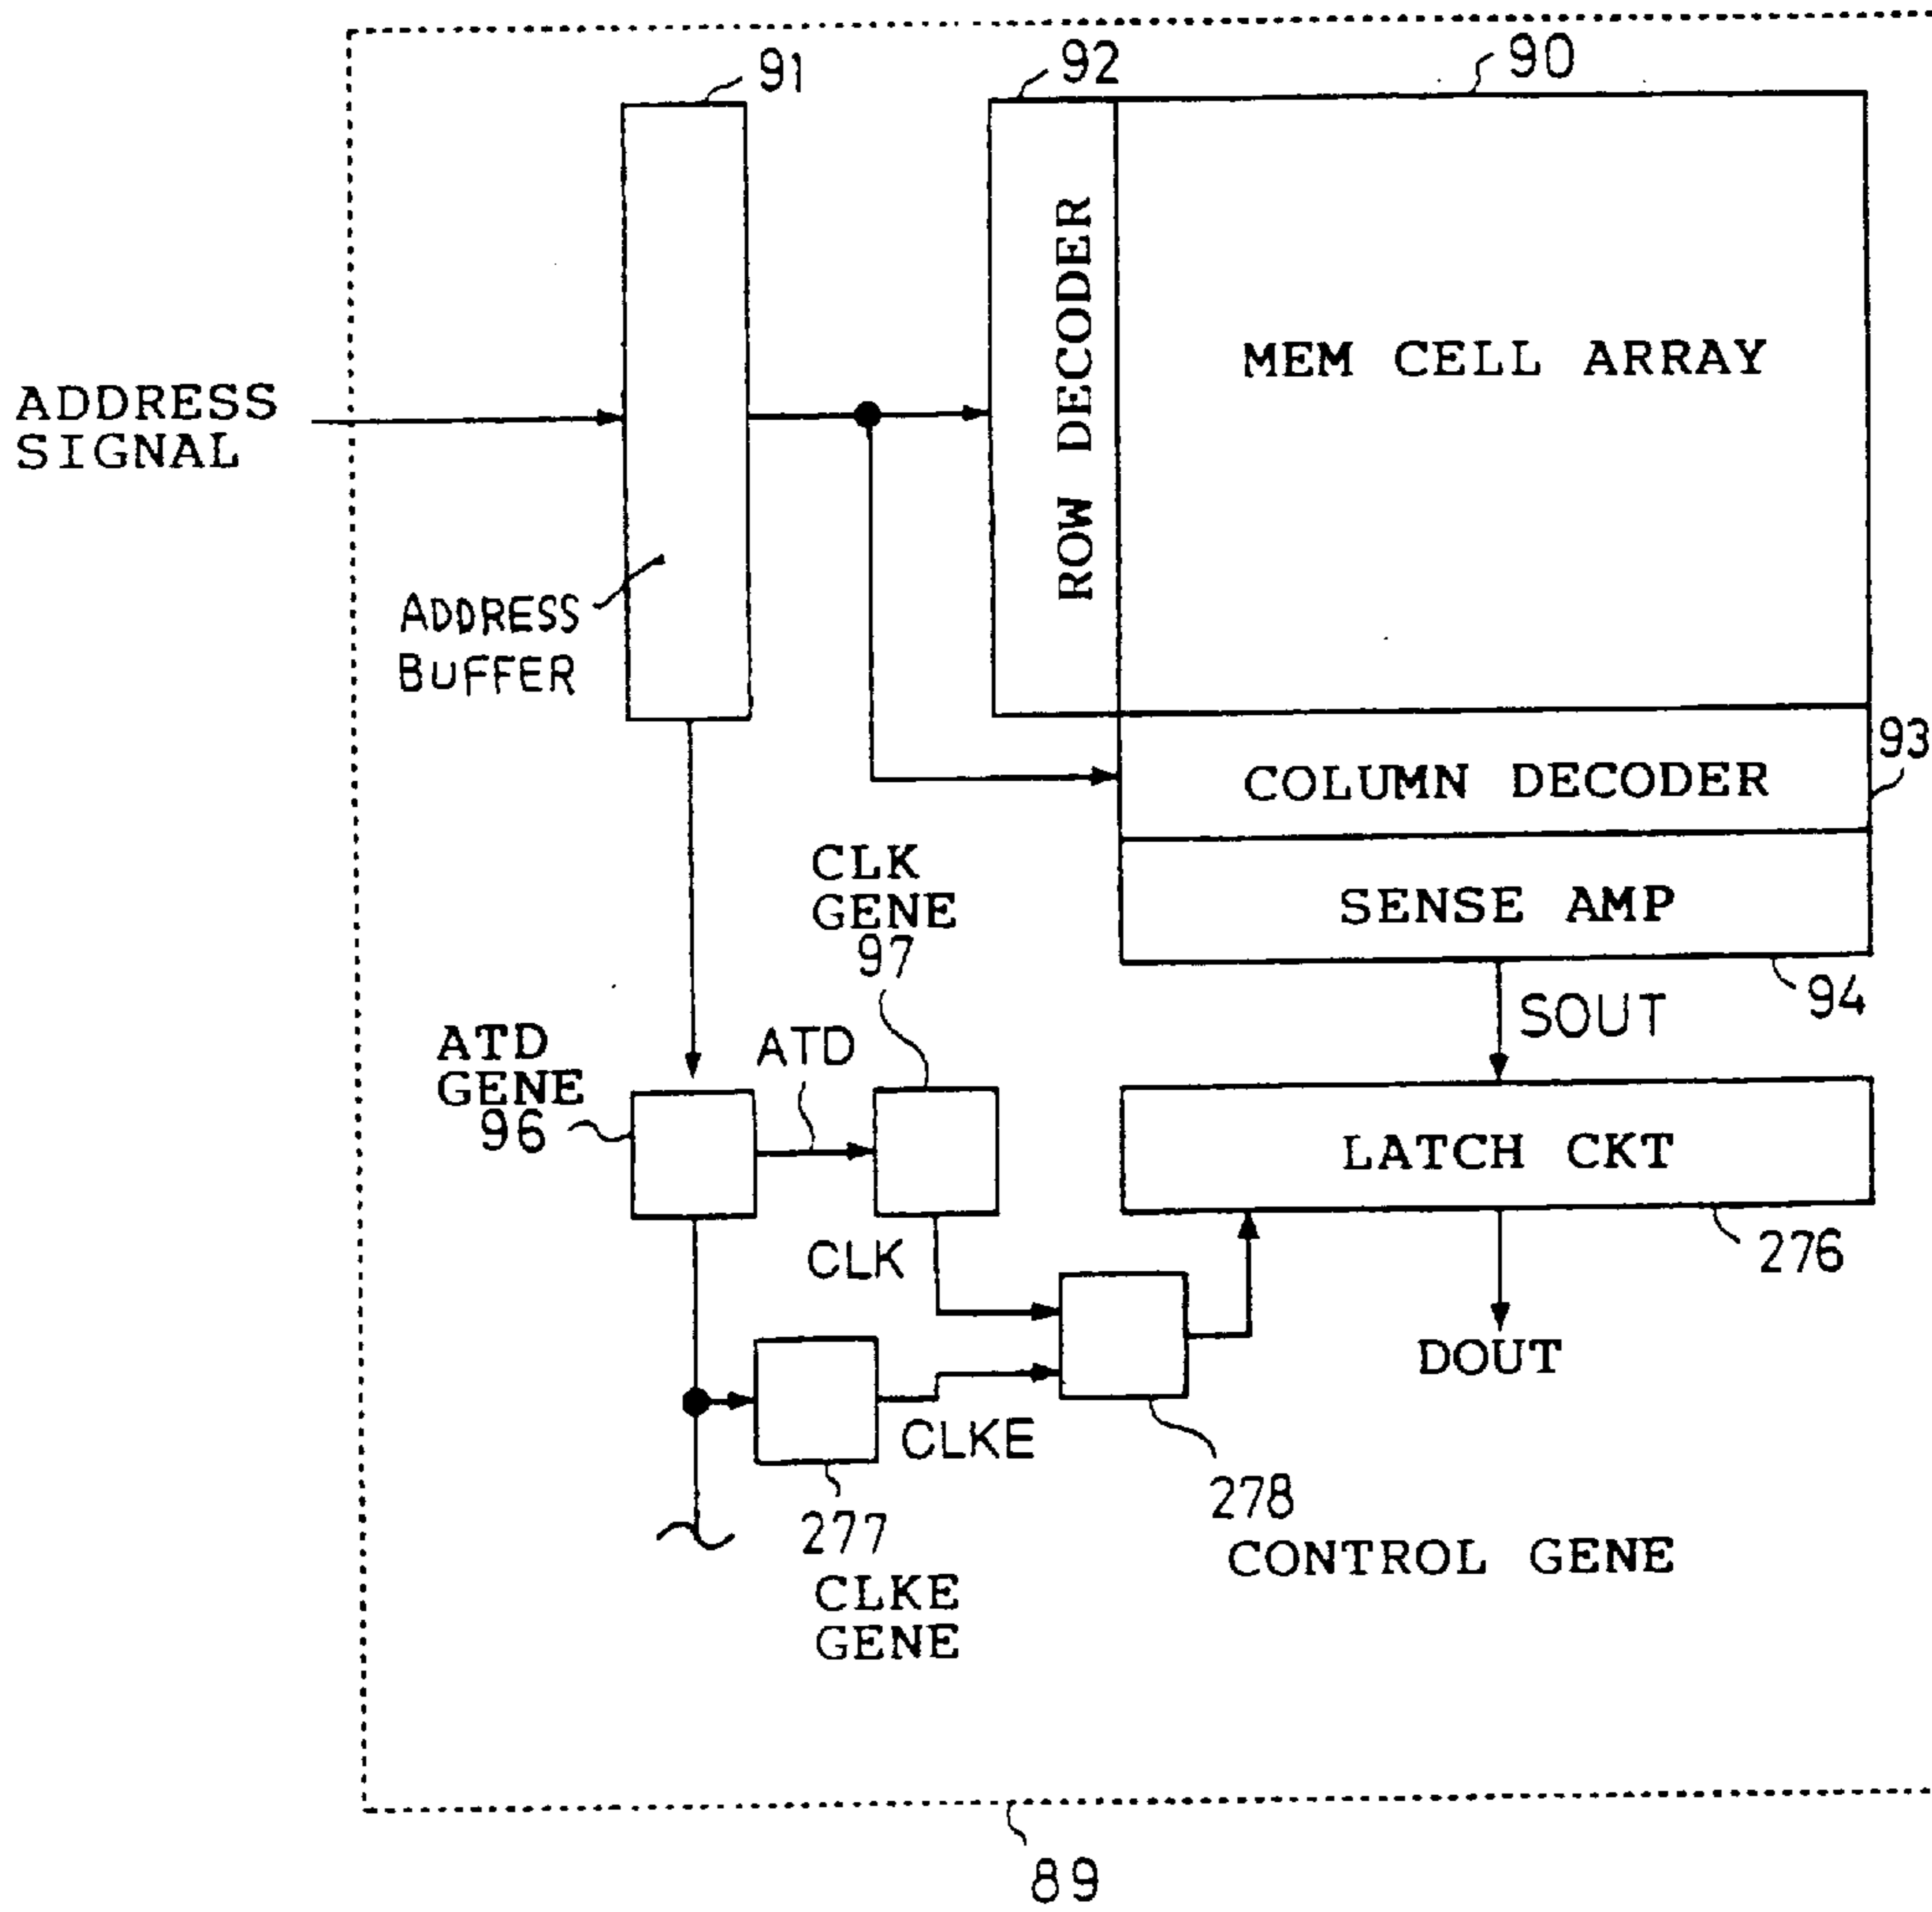 91
92
90
ROW DECODER
MEM CELL ARRAY
ADDRESS
SIGNAL
ADDRESS
BUFFER
93
COLUMN DECODER
CLK
GENE
97
SENSE AMP
94
SOUT
ATD
GENE
96
ATD
LATCH CKT
276
CLK
DOUT
CLKE
277
CLKE
GENE
278
CONTROL GENE
89